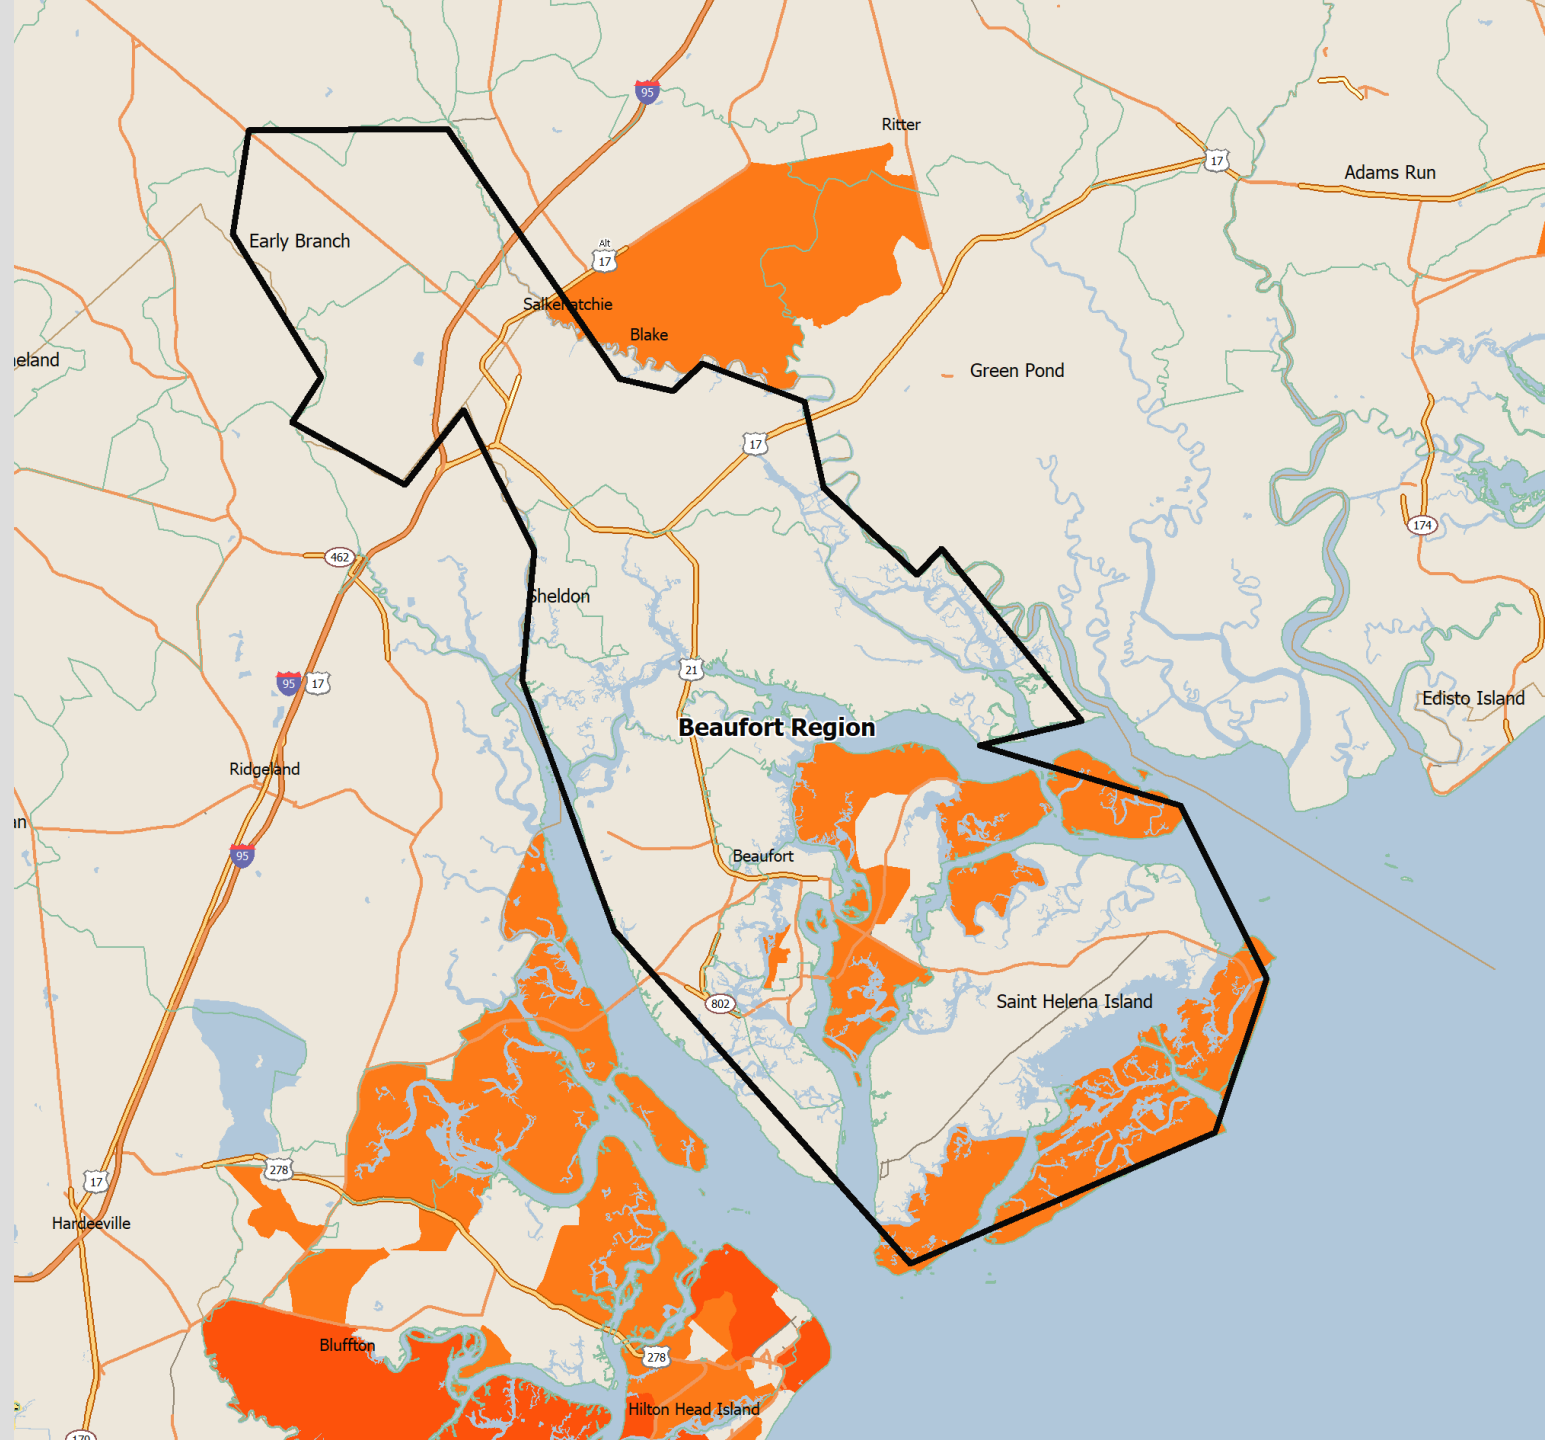 95
Ritter
17
Adams Run
Early Branch
Alt
17
Salkehatchie
Blake
eland
Green Pond
17
174
462
Sheldon
21
95
17
Edisto Island
Beaufort Region
Ridgeland
an
95
Beaufort
802
Saint Helena Island
278
17
Hardeeville
Bluffton
278
Hilton Head Island
170